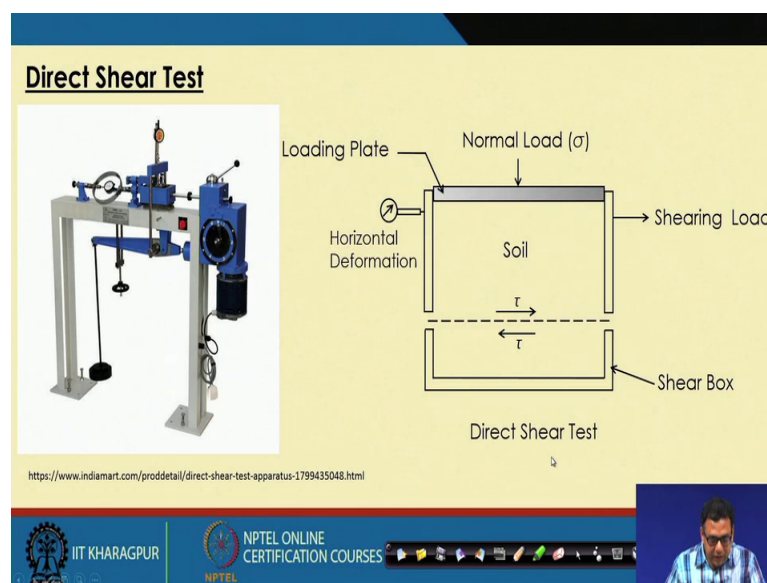 Direct Shear Test
Loading Plate
Normal Load (σ)
Horizontal
Deformation
Shearing Load
Soil
τ
τ
Shear Box
Direct Shear Test
https://www.indiamart.com/proddetail/direct-shear-test-apparatus-1799435048.html
IIT KHARAGPUR
NPTEL ONLINE
CERTIFICATION COURSES
NPTEL